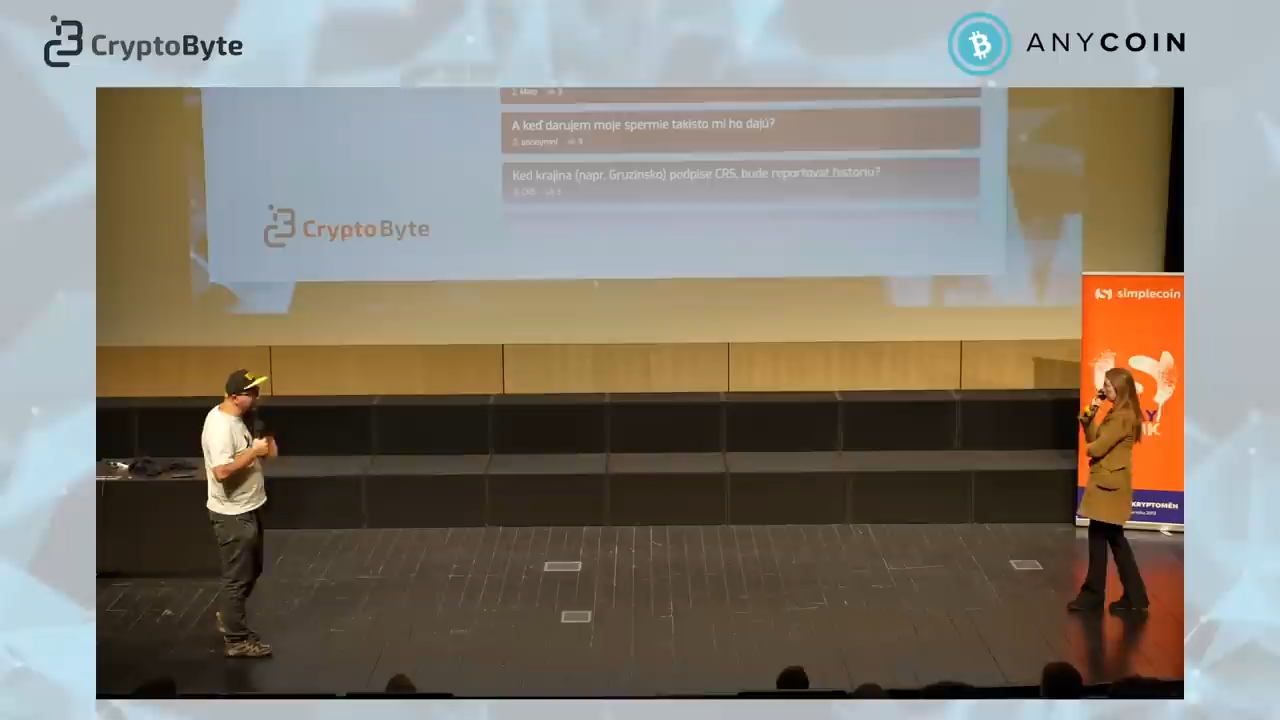 CryptoByte
ANYCOIN
A keď darujem moje spermie takisto mi ho dajú?
anonymní
Ked krajina (napr. Gruzinsko) podpise CRS, bude reportovat historiu?
CryptoByte
simplecoin
KRYPTOMĚN